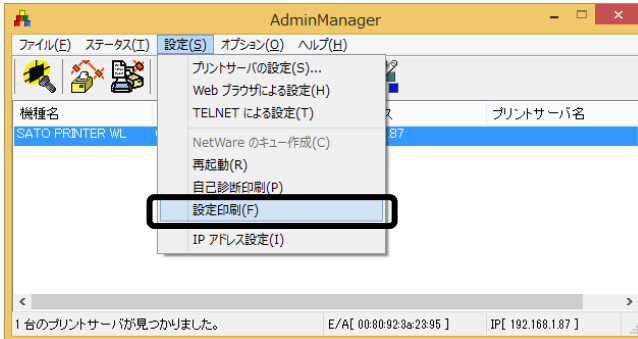 AdminManager
ファイル(F) ステータス(T) 設定(S) オプション(O) ヘルプ(H)
プリントサーバの設定(S)...
Web ブラウザによる設定(H)
TELNET による設定(T)
NetWare のキュー作成(C)
再起動(R)
自己診断印刷(P)
設定印刷(F)
IP アドレス設定(I)
機種名 ス プリントサーバ名
SATO PRINTER WL .87
1 台のプリントサーバが見つかりました。 E/A[ 00:80:92:3a:23:95 ] IP[ 192.168.1.87 ]